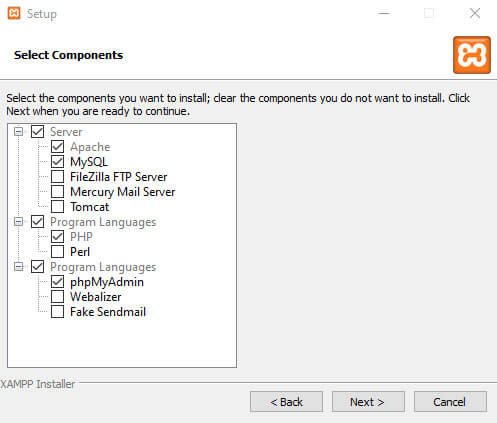 Setup
Select Components
Select the components you want to install; clear the components you do not want to install. Click
Next when you are ready to continue.
Server
Apache
MySQL
FileZilla FTP Server
Mercury Mail Server
Tomcat
Program Languages
PHP
Perl
Program Languages
phpMyAdmin
Webalizer
Fake Sendmail
XAMPP Installer
< Back
Next >
Cancel